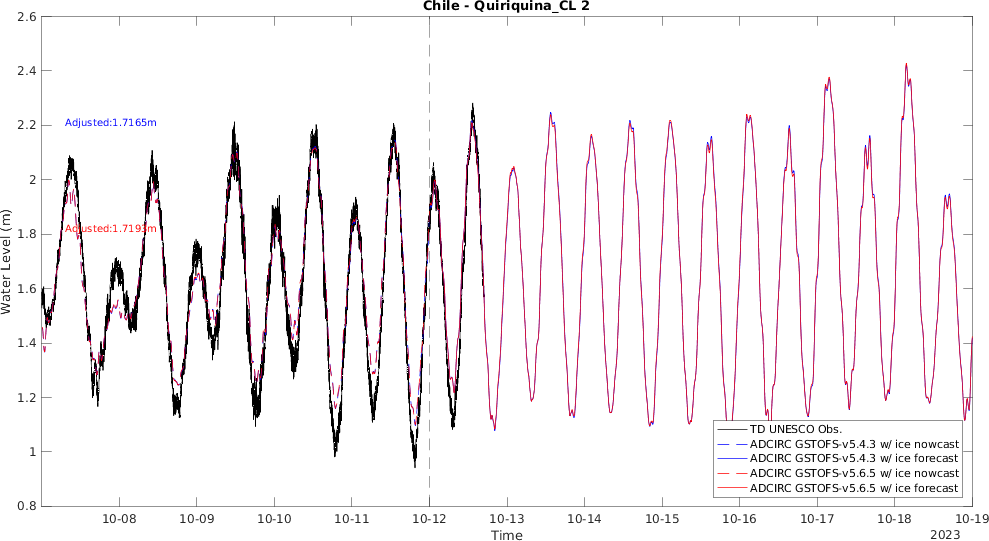 Chile - Quiriquina_CL 2
2.6
2.4
2.2
2
1.8
1.6
1.4
1.2
1
0.8
Water Level (m)
Adjusted:1.7165m
Adjusted:1.7193m
TD UNESCO Obs.
ADCIRC GSTOFS-v5.4.3 w/ ice nowcast
ADCIRC GSTOFS-v5.4.3 w/ ice forecast
ADCIRC GSTOFS-v5.6.5 w/ ice nowcast
ADCIRC GSTOFS-v5.6.5 w/ ice forecast
10-08 10-09 10-10 10-11 10-12 10-13 10-14 10-15 10-16 10-17 10-18 10-19
Time
2023